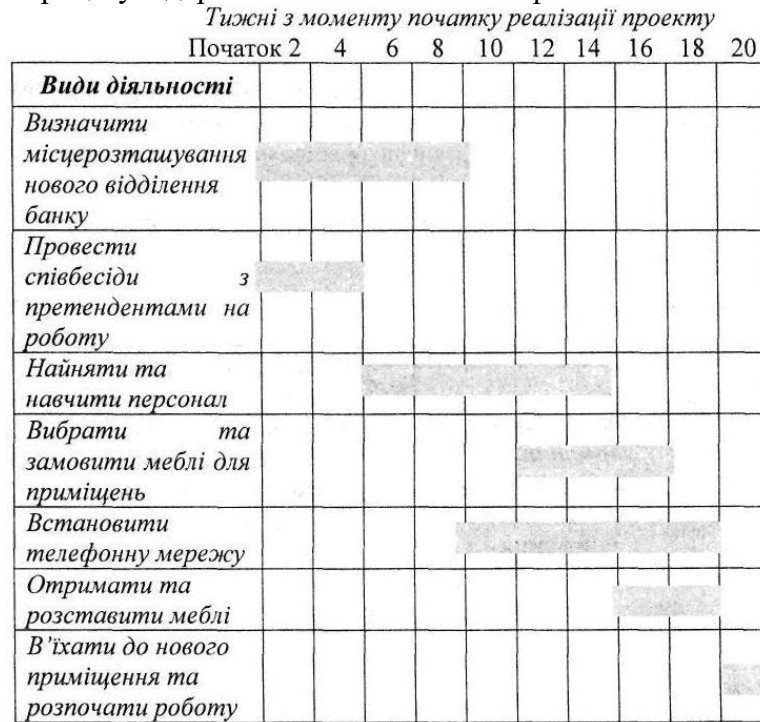 Тижні з моменту початку реалізації проекту
Початок 2 4 6 8 10 12 14 16 18 20
Види діяльності
Визначити
місцерозташування
нового відділення
банку
Провести
співбесіди з
претендентами на
роботу
Найняти та
навчити персонал
Вибрати та
замовити меблі для
приміщень
Встановити
телефонну мережу
Отримати та
розставити меблі
В’їхати до нового
приміщення та
розпочати роботу